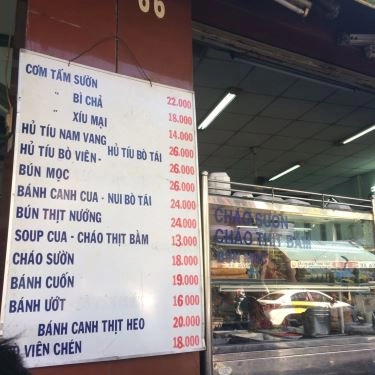 66
CƠM TẤM SƯỜN 22.000
" BÌ CHẢ 18.000
" XÍU MẠI 14.000
HỦ TÍU NAM VANG 26.000
HỦ TÍU BÒ VIÊN - HỦ TÍU BÒ TÁI 26.000
BÚN MỌC 26.000
BÁNH CANH CUA - NUI BÒ TÁI 24.000
BÚN THỊT NƯỚNG 24.000
SOUP CUA - CHÁO THỊT BẰM 13.000
CHÁO SƯỜN 18.000
BÁNH CUỐN 19.000
BÁNH ƯỚT 16 000
BÁNH CANH THỊT HEO 20.000
VIÊN CHÉN 18.000
CHÁO SƯỜN
CHÁO THỊT BẰM